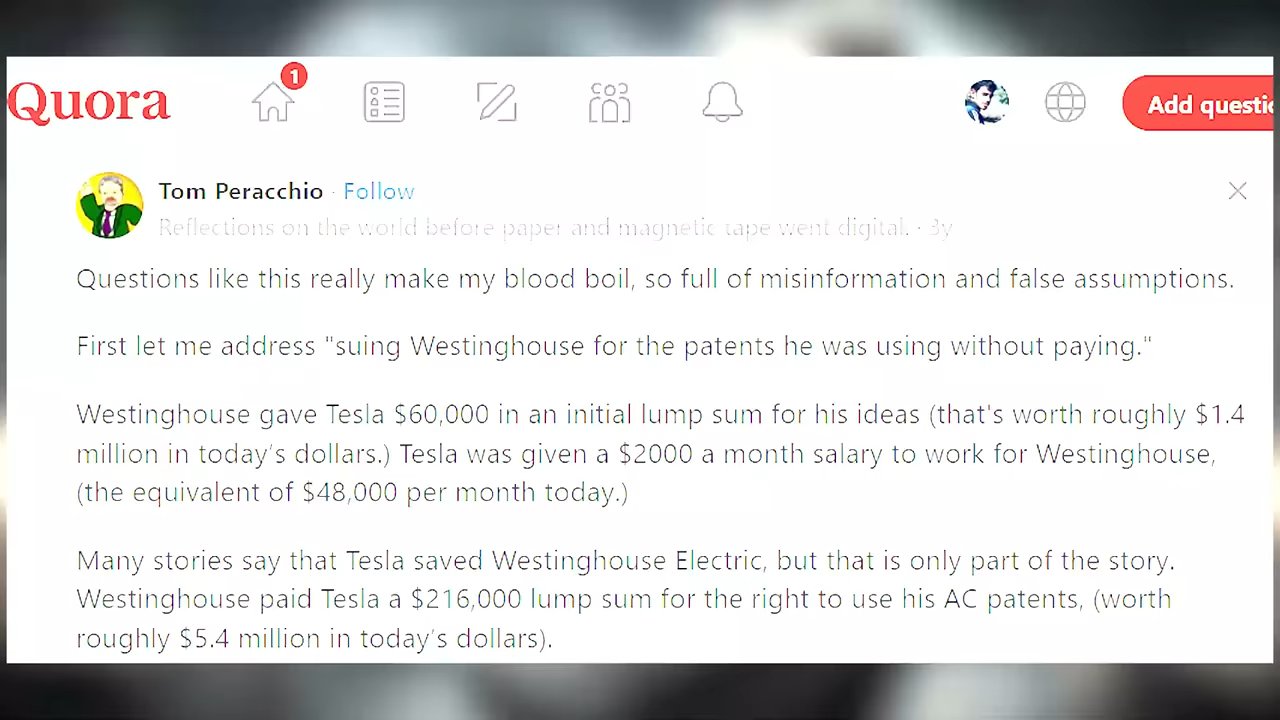 Quora
1
Add questio
Tom Peracchio · Follow
Reflections on the world before paper and magnetic tape went digital. · 3y
Questions like this really make my blood boil, so full of misinformation and false assumptions.
First let me address "suing Westinghouse for the patents he was using without paying."
Westinghouse gave Tesla $60,000 in an initial lump sum for his ideas (that's worth roughly $1.4
million in today’s dollars.) Tesla was given a $2000 a month salary to work for Westinghouse,
(the equivalent of $48,000 per month today.)
Many stories say that Tesla saved Westinghouse Electric, but that is only part of the story.
Westinghouse paid Tesla a $216,000 lump sum for the right to use his AC patents, (worth
roughly $5.4 million in today’s dollars).